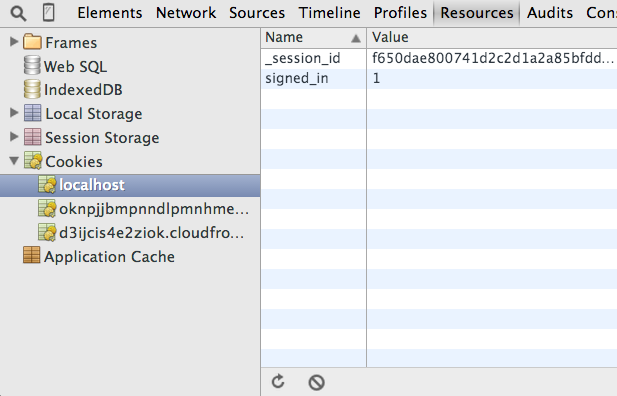 Elements Network Sources Timeline Profiles Resources Audits Con
Frames
Web SQL
IndexedDB
Local Storage
Session Storage
Cookies
localhost
oknpjjbmpnndlpmnhme...
d3ijcis4e2ziok.cloudfro...
Application Cache
Name Value
_session_id f650dae800741d2c2d1a2a85bfdd...
signed_in 1